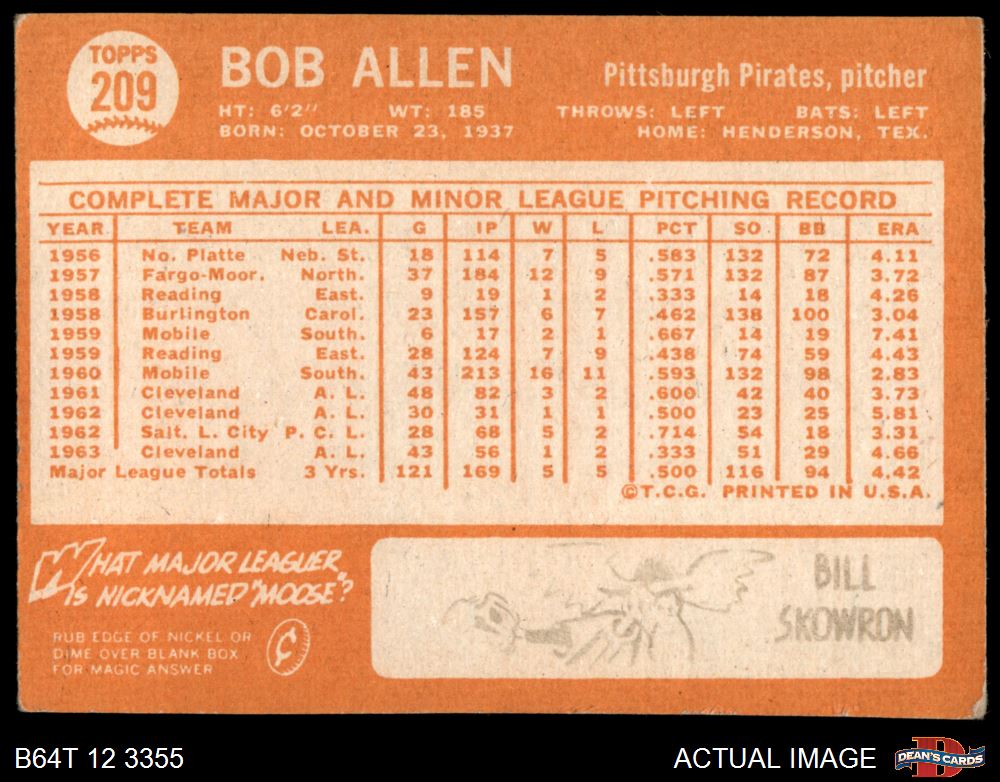 TOPPS
209
BOB ALLEN
Pittsburgh Pirates, pitcher
HT: 6'2" WT: 185 THROWS: LEFT BATS: LEFT
BORN: OCTOBER 23, 1937 HOME: HENDERSON, TEX.
COMPLETE MAJOR AND MINOR LEAGUE PITCHING RECORD
YEAR TEAM LEA. G IP W L PCT SO BB ERA
1956 No. Platte Neb. St. 18 114 7 5 .583 132 72 4.11
1957 Fargo-Moor. North. 37 184 12 9 .571 132 87 3.72
1958 Reading East. 9 19 1 2 .333 14 18 4.26
1958 Burlington Carol. 23 157 6 7 .462 138 100 3.04
1959 Mobile South. 6 17 2 1 .667 14 19 7.41
1959 Reading East. 28 124 7 9 .438 74 59 4.43
1960 Mobile South. 43 213 16 11 .593 132 98 2.83
1961 Cleveland A. L. 48 82 3 2 .600 42 40 3.73
1962 Cleveland A. L. 30 31 1 1 .500 23 25 5.81
1962 Salt. L. City P. C. L. 28 68 5 2 .714 54 18 3.31
1963 Cleveland A. L. 43 56 1 2 .333 51 29 4.66
Major League Totals 3 Yrs. 121 169 5 5 .500 116 94 4.42
©T.C.G. PRINTED IN U.S.A.
WHAT MAJOR LEAGUER
IS NICKNAMED "MOOSE"?
RUB EDGE OF NICKEL OR
DIME OVER BLANK BOX
FOR MAGIC ANSWER
BILL
SKOWRON
B64T 12 3355
ACTUAL IMAGE
D
DEAN'S CARDS